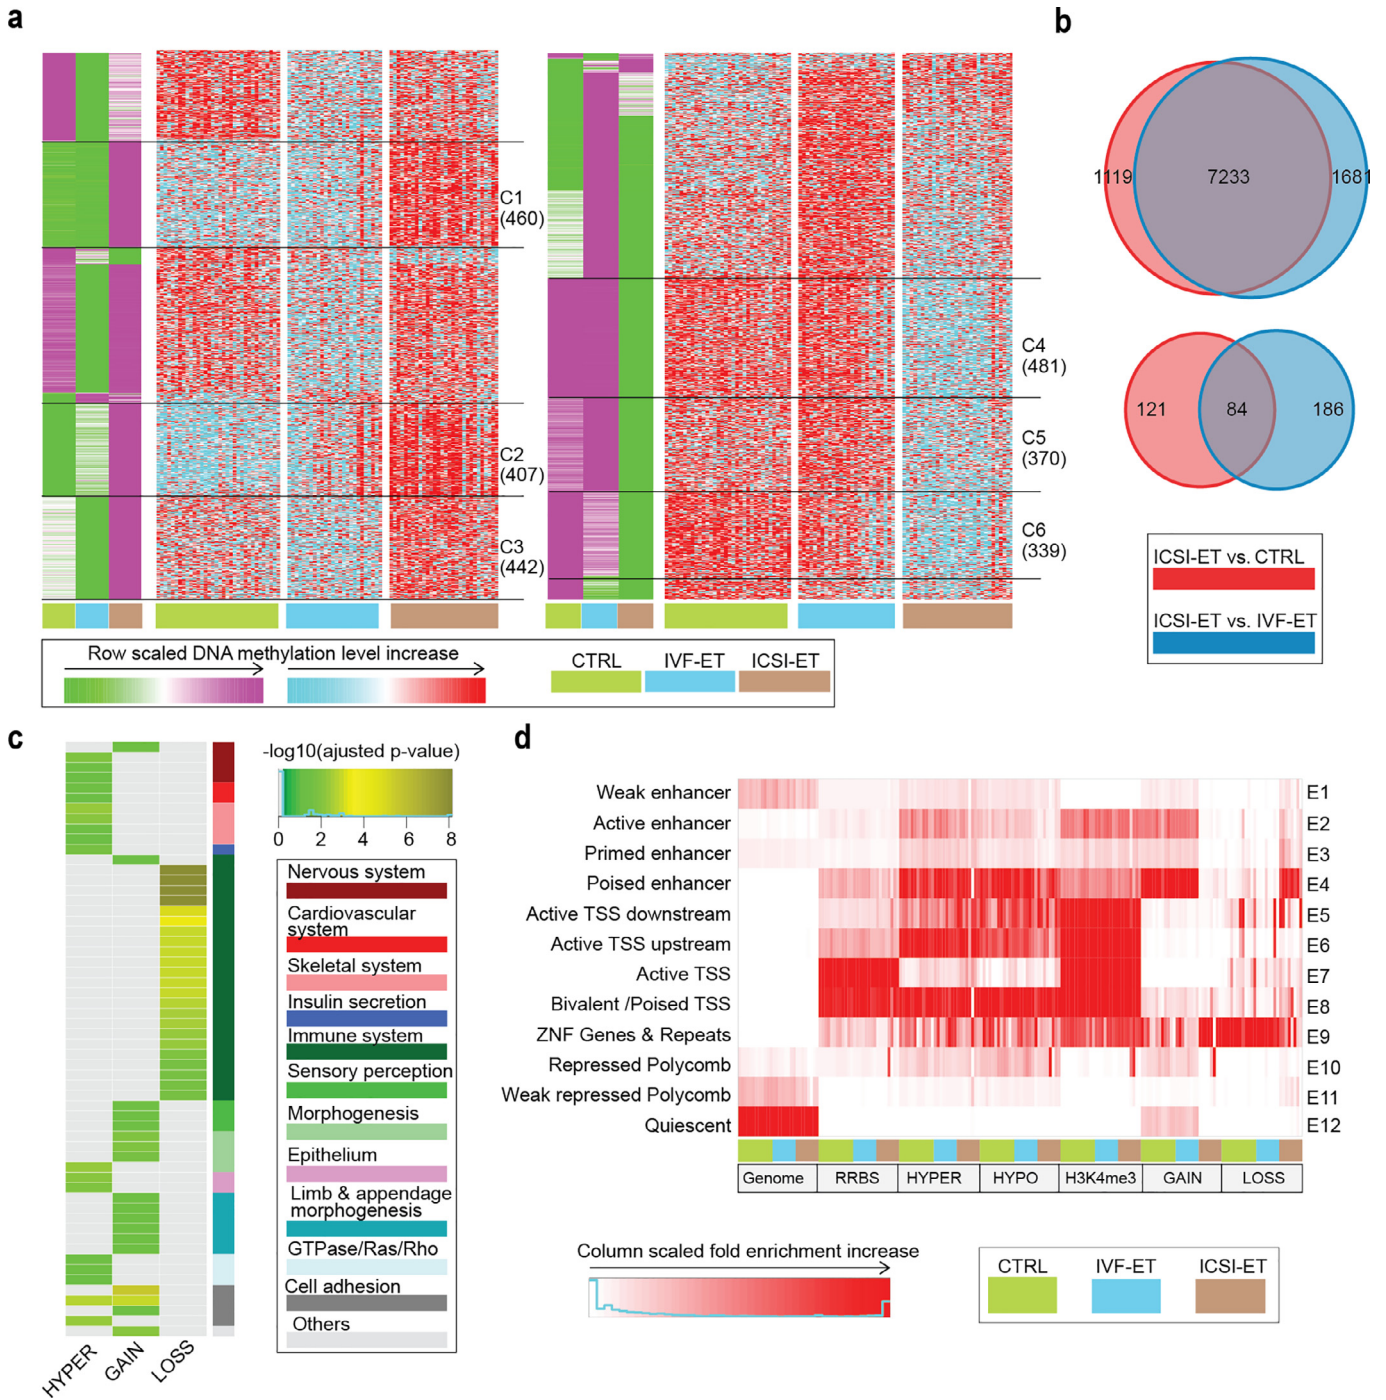 a
C1
(460)
C2
(407)
C3
(442)
C4
(481)
C5
(370)
C6
(339)
Row scaled DNA methylation level increase
CTRL
IVF-ET
ICSI-ET
b
1119
7233
1681
121
84
186
ICSI-ET vs. CTRL
ICSI-ET vs. IVF-ET
c
HYPER
GAIN
LOSS
-log10(ajusted p-value)
0
2
4
6
8
Nervous system
Cardiovascular
system
Skeletal system
Insulin secretion
Immune system
Sensory perception
Morphogenesis
Epithelium
Limb & appendage
morphogenesis
GTPase/Ras/Rho
Cell adhesion
Others
d
Weak enhancer E1
Active enhancer E2
Primed enhancer E3
Poised enhancer E4
Active TSS downstream E5
Active TSS upstream E6
Active TSS E7
Bivalent /Poised TSS E8
ZNF Genes & Repeats E9
Repressed Polycomb E10
Weak repressed Polycomb E11
Quiescent E12
Genome RRBS HYPER HYPO H3K4me3 GAIN LOSS
Column scaled fold enrichment increase
CTRL
IVF-ET
ICSI-ET